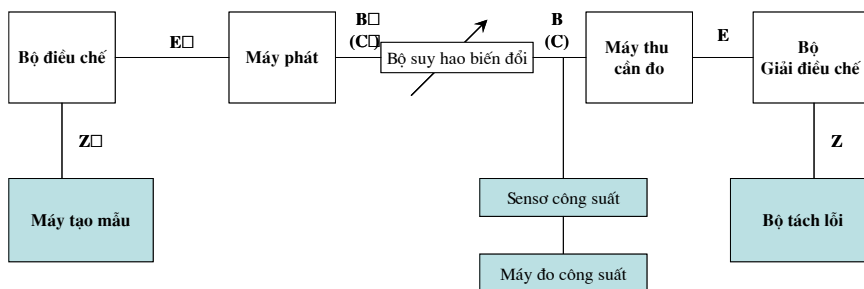 B□
(C□)
B
(C)
Bộ điều chế
E□
Máy phát
Bộ suy hao biến đổi
Máy thu
cần đo
E
Bộ
Giải điều chế
Z□
Z
Máy tạo mẫu
Sensơ công suất
Bộ tách lỗi
Máy đo công suất